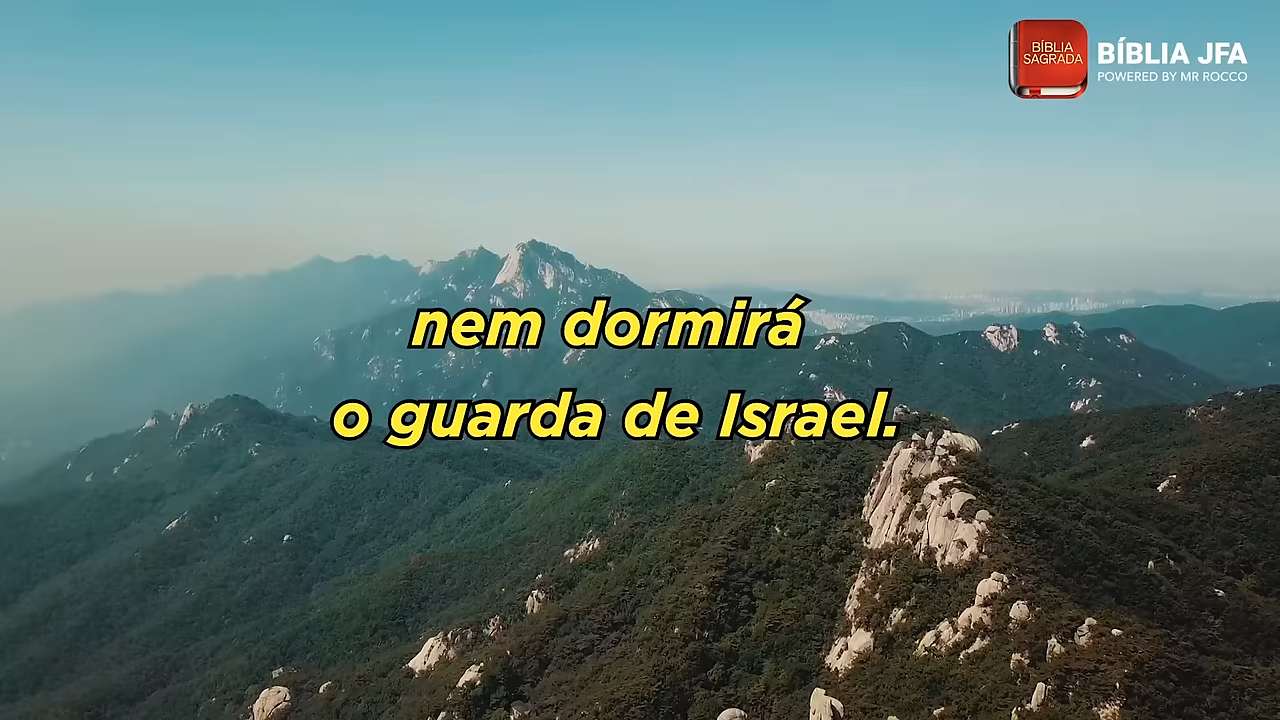 BÍBLIA
SAGRADA
BÍBLIA JFA
POWERED BY MR ROCCO
nem dormirá
o guarda de Israel.